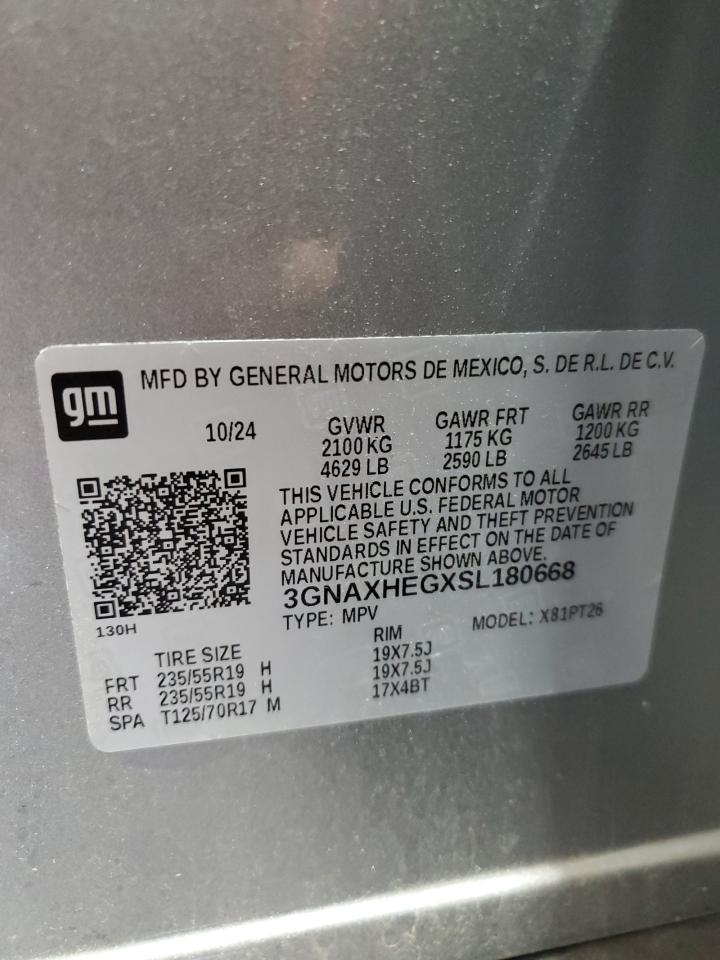 gm
MFD BY GENERAL MOTORS DE MEXICO, S. DE R.L. DE C.V.
10/24
GVWR
2100 KG
4629 LB
GAWR FRT
1175 KG
2590 LB
GAWR RR
1200 KG
2645 LB
THIS VEHICLE CONFORMS TO ALL
APPLICABLE U.S. FEDERAL MOTOR
VEHICLE SAFETY AND THEFT PREVENTION
STANDARDS IN EFFECT ON THE DATE OF
MANUFACTURE SHOWN ABOVE.
3GNAXHEGXSL180668
TYPE: MPV
MODEL: X81PT26
130H
TIRE SIZE RIM
FRT 235/55R19 H 19X7.5J
RR 235/55R19 H 19X7.5J
SPA T125/70R17 M 17X4BT